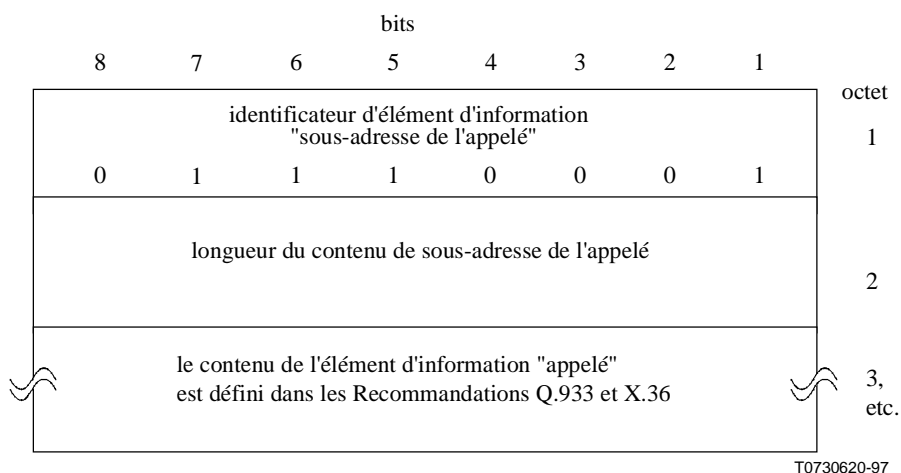 bits
8 7 6 5 4 3 2 1
octet
identificateur d'élément d'information
"sous-adresse de l'appelé"
1
0 1 1 1 0 0 0 1
longueur du contenu de sous-adresse de l'appelé
2
le contenu de l'élément d'information "appelé"
est défini dans les Recommandations Q.933 et X.36
3,
etc.
T0730620-97